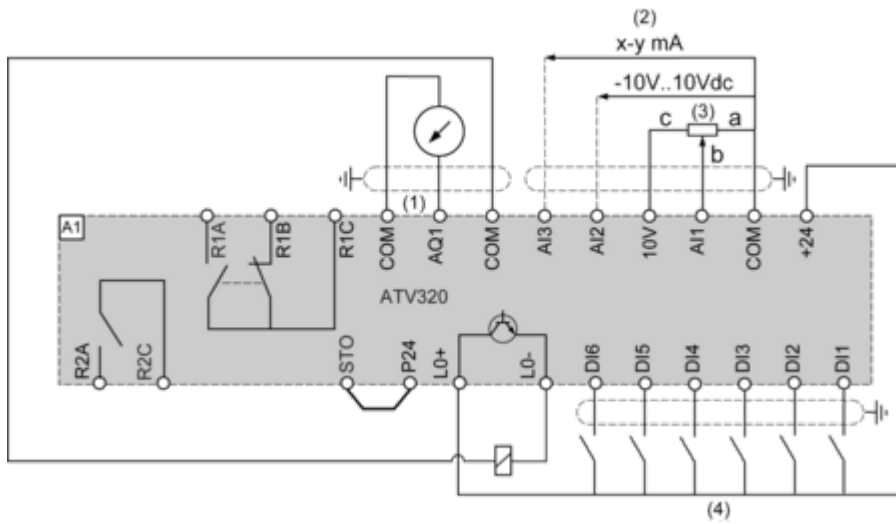 (2)
x-y mA
-10V..10Vdc
c (3) a
b
(1)
A1
R1A
R1B
R1C
COM
AQ1
COM
AI3
AI2
10V
AI1
COM
+24
ATV320
R2A
R2C
STO
P24
L0+
L0-
DI6
DI5
DI4
DI3
DI2
DI1
(4)